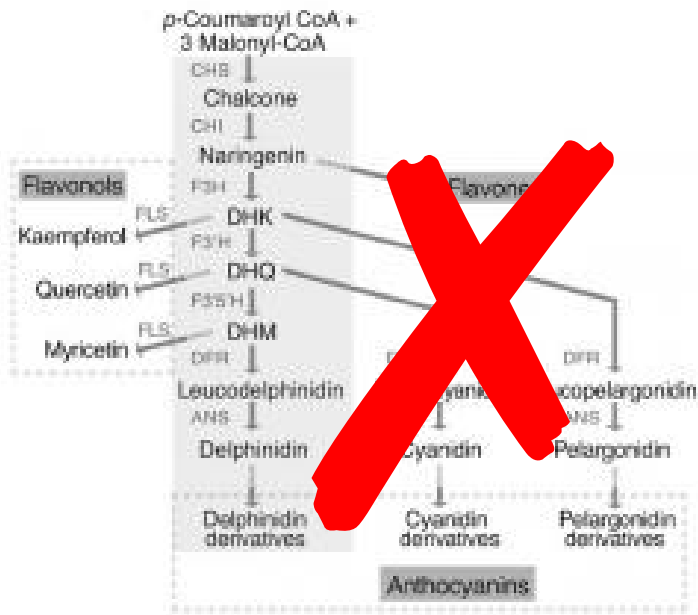 p-Coumaroyl CoA +
3 Malonyl-CoA
CHS
Chalcone
CHI
Naringenin
Flavonols
F3H
FLS
DHK
Kaempferol
F3'H
FLS
DHQ
Quercetin
F3'5'H
FLS
DHM
Myricetin
DFR
DFR
Leucodelphinidin
ANS
ANS
Delphinidin
Cyanidin
Pelargonidin
Delphinidin
derivatives
Cyanidin
derivatives
Pelargonidin
derivatives
Anthocyanins